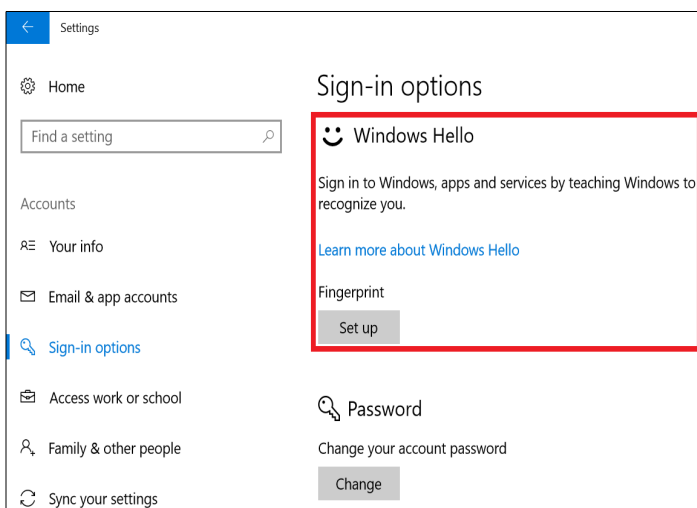 Settings
Home
Find a setting
Accounts
Your info
Email & app accounts
Sign-in options
Access work or school
Family & other people
Sync your settings
Sign-in options
Windows Hello
Sign in to Windows, apps and services by teaching Windows to
recognize you.
Learn more about Windows Hello
Fingerprint
Set up
Password
Change your account password
Change